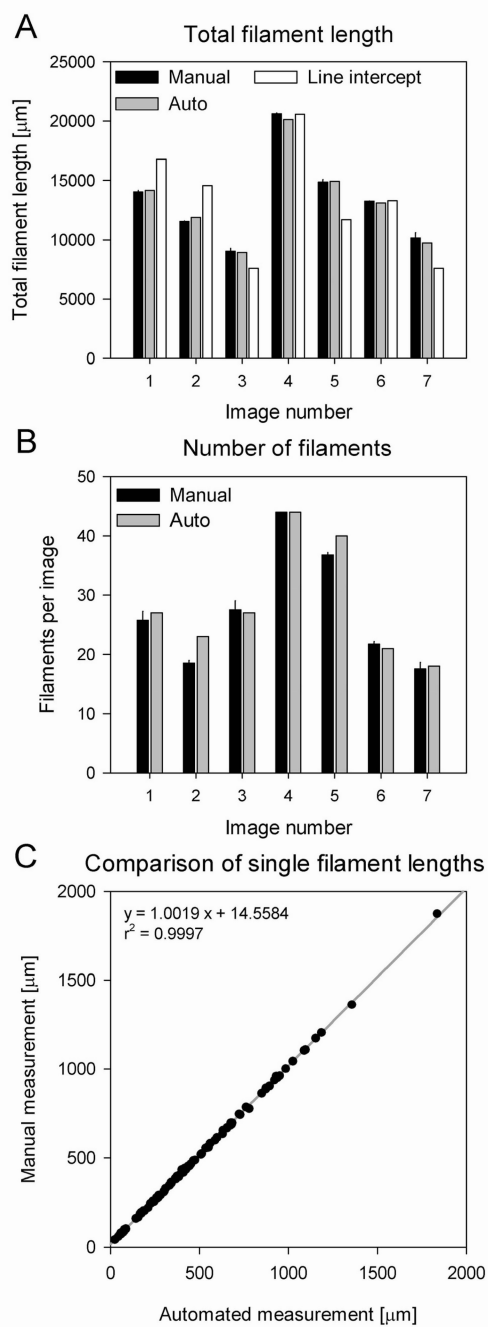 A
Total filament length
Total filament length [µm]
25000
20000
15000
10000
5000
0
Manual
Line intercept
Auto
1 2 3 4 5 6 7
Image number
B
Number of filaments
Filaments per image
50
40
30
20
10
0
Manual
Auto
1 2 3 4 5 6 7
Image number
C
Comparison of single filament lengths
Manual measurement [µm]
2000
1500
1000
500
0
y = 1.0019 x + 14.5584
r² = 0.9997
0 500 1000 1500 2000
Automated measurement [µm]